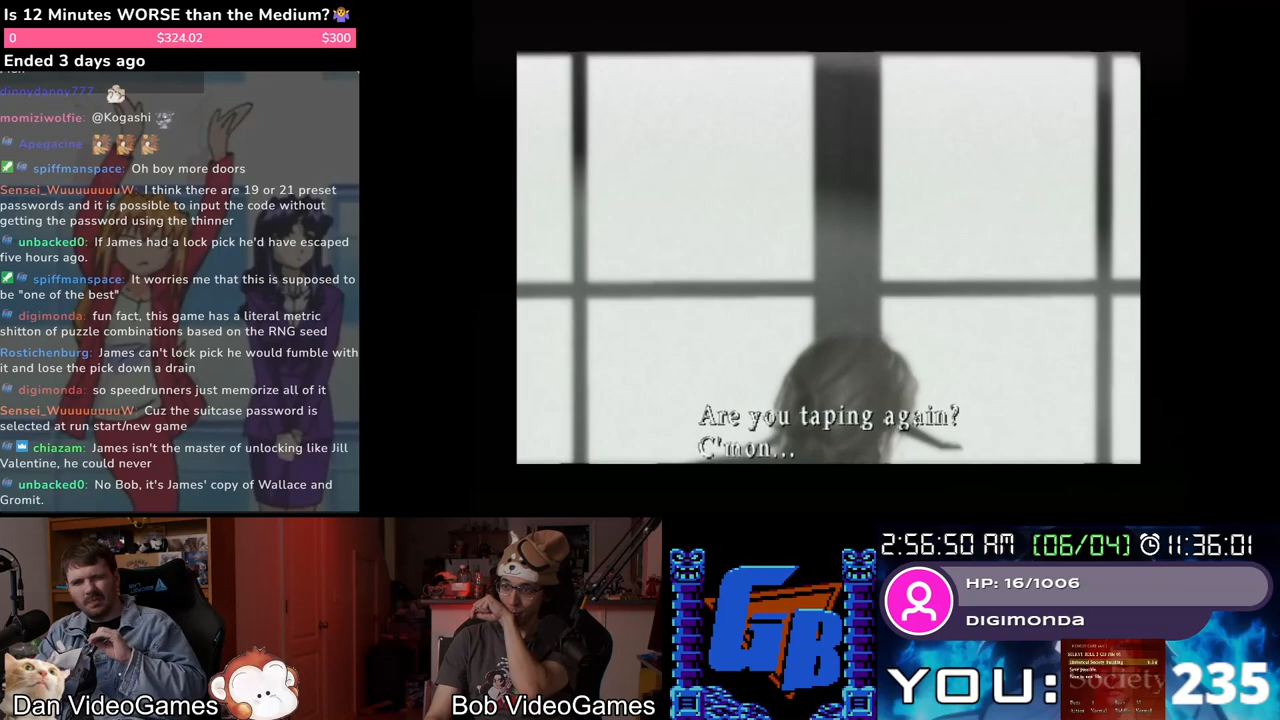 Is 12 Minutes WORSE than the Medium?🤷‍♀️
0 $324.02 $300
Ended 3 days ago
dinnydanny777
momiziwolfie: @Kogashi
Apegacine
spiffmanspace: Oh boy more doors
Sensei_WuuuuuuuuW: I think there are 19 or 21 preset
passwords and it is possible to input the code without
getting the password using the thinner
unbacked0: If James had a lock pick he'd have escaped
five hours ago.
spiffmanspace: It worries me that this is supposed to
be "one of the best"
digimonda: fun fact, this game has a literal metric
shitton of puzzle combinations based on the RNG seed
Rostichenburg: James can't lock pick he would fumble with
it and lose the pick down a drain
digimonda: so speedrunners just memorize all of it
Sensei_WuuuuuuuuW: Cuz the suitcase password is
selected at run start/new game
chiazam: James isn't the master of unlocking like Jill
Valentine, he could never
unbacked0: No Bob, it's James' copy of Wallace and
Gromit.
Are you taping again?
C'mon...
Dan VideoGames
Bob VideoGames
GB
2:56:50 AM [06/04] 11:36:01
HP: 16/1006
DIGIMONDA
YOU: 235
Society